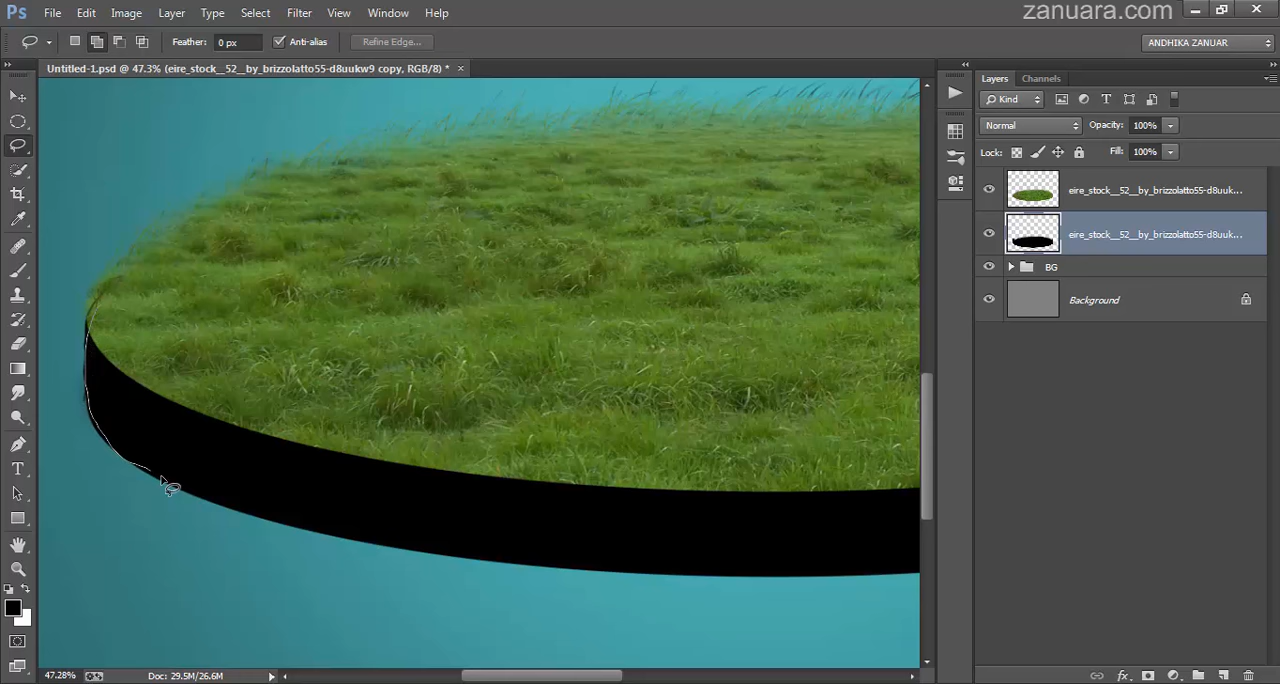 Ps File Edit Image Layer Type Select Filter View Window Help
zanuara.com
Feather: 0 px Anti-alias Refine Edge...
ANDHIKA ZANUAR
Untitled-1.psd @ 47.3% (eire_stock__52__by_brizzolatto55-d8uukw9 copy, RGB/8) *
Layers Channels
Kind
Normal Opacity: 100%
Lock: Fill: 100%
eire_stock__52__by_brizzolatto55-d8uuk...
eire_stock__52__by_brizzolatto55-d8uuk...
BG
Background
47.28% Doc: 29.5M/26.6M